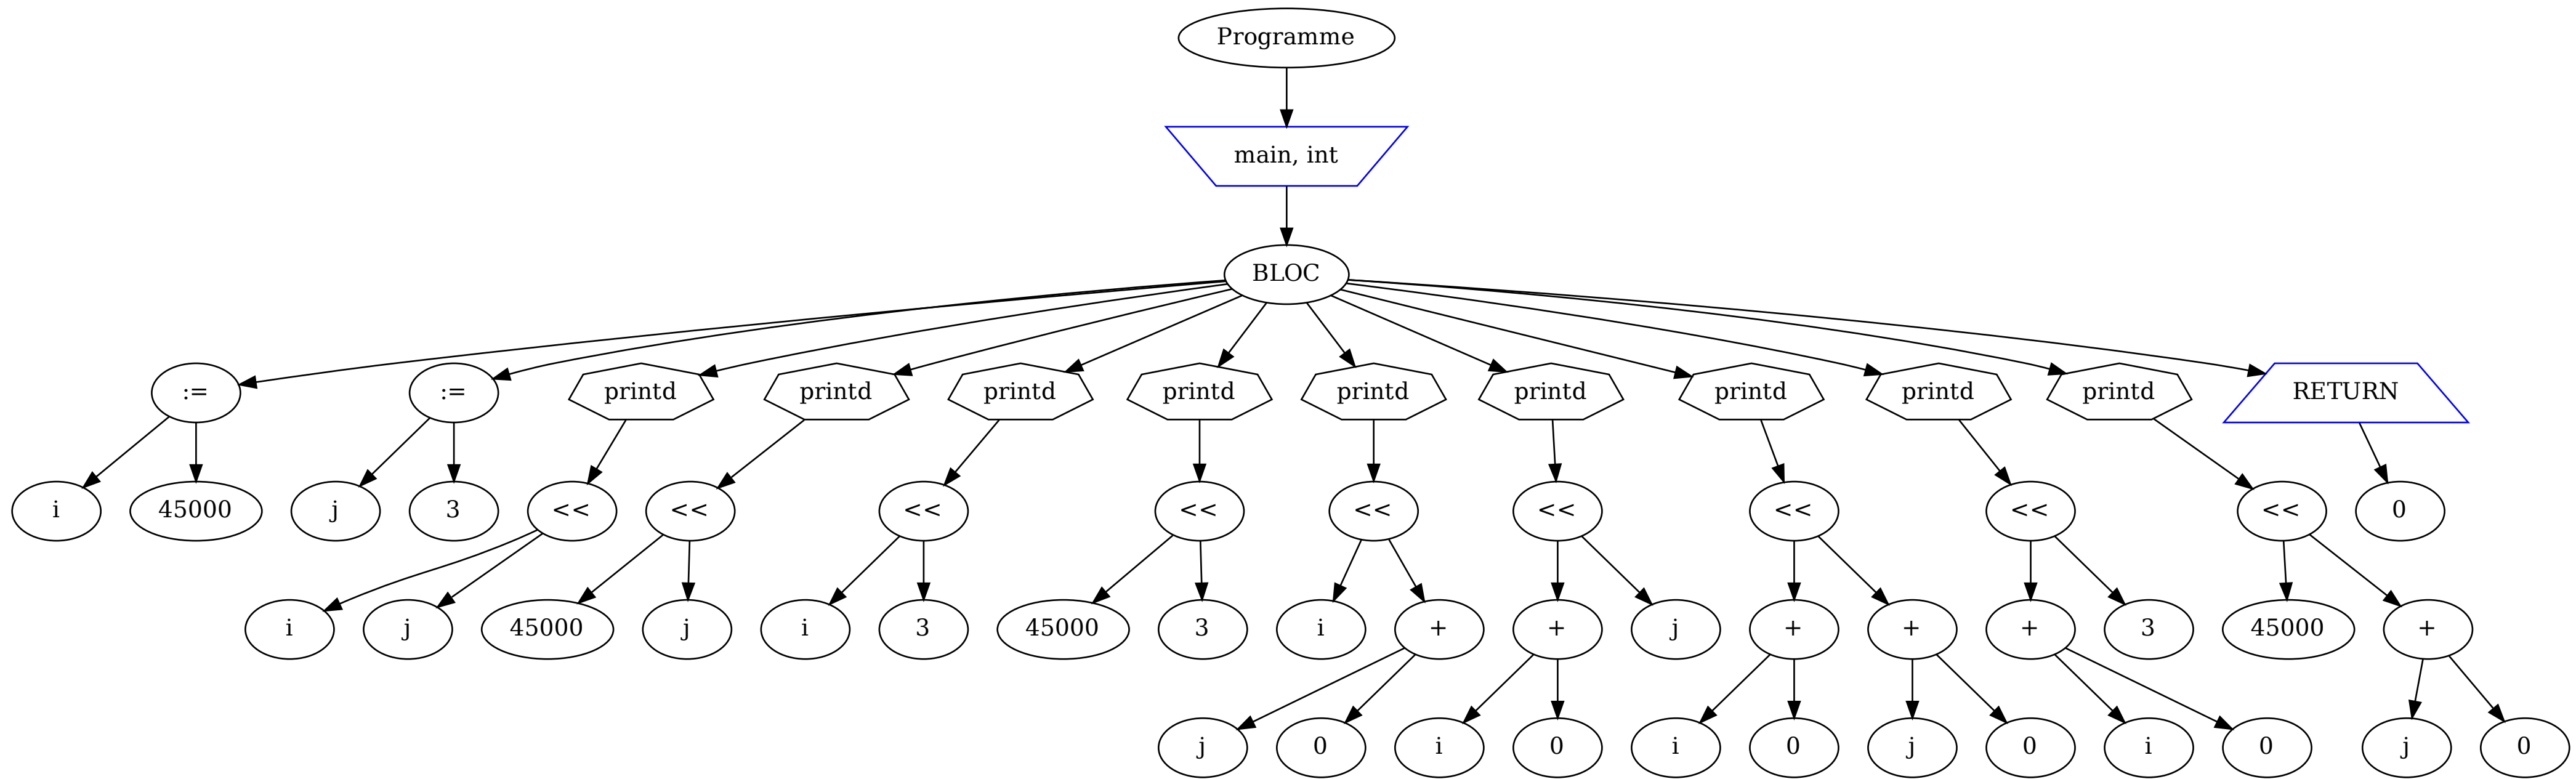 Programme
main, int
BLOC
:=
:=
printd
printd
printd
printd
printd
printd
printd
printd
printd
RETURN
i
45000
j
3
<<
<<
<<
<<
<<
<<
<<
<<
<<
0
i
j
45000
j
i
3
45000
3
i
+
+
j
+
+
+
3
45000
+
j
0
i
0
i
0
j
0
i
0
j
0